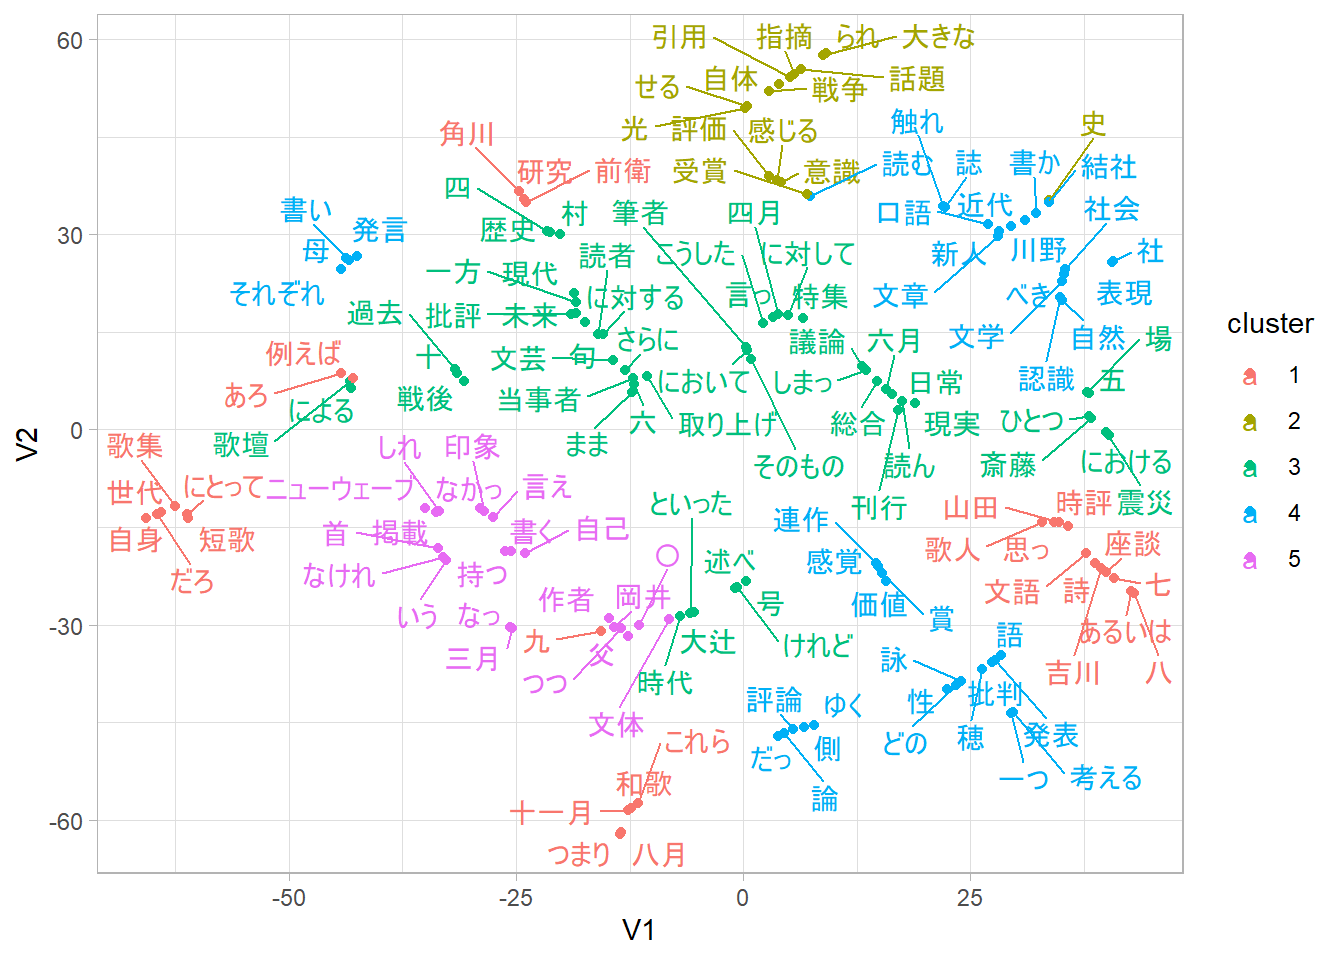 60
30
0
-30
-60
V2
-50
-25
0
25
V1
cluster
a 1
a 2
a 3
a 4
a 5
引用 指摘 られ 大きな
せる 自体 戦争 話題
光 評価 感じる
受賞 意識 読む
触れ 誌 書か 史 結社
口語 近代 社会
新人 川野 社
文章 べき 表現
文学 自然
認識
角川
研究 前衛
四
歴史 村 筆者 四月
読者 こうした に対して
書い
母 発言
それぞれ
一方 現代 に対する 言っ 特集
過去 批評 未来 さらに 議論 六月
例えば 十 文芸 旬 において しまっ 日常 場
あろ 戦後 当事者 五
による 六 取り上げ 総合 現実 ひとつ
歌壇 まま そのもの 読ん 斎藤 における
刊行 震災
歌集
世代 にとって
自身 短歌
だろ
しれ 印象
ニューウェーブ なかっ 言え
首 掲載 書く 自己
なけれ 持つ
いう なっ
三月
といった
〇
述べ
作者 岡井 号
九 父 大辻 けれど
つつ 時代
文体
連作
感覚
価値 賞
山田 時評
歌人 思っ 座談
文語 詩 七
あるいは
吉川 八
詠 語
性 批判
どの 穂 発表
一つ 考える
評論 ゆく
だっ 側
論
これら
和歌
十一月
つまり 八月